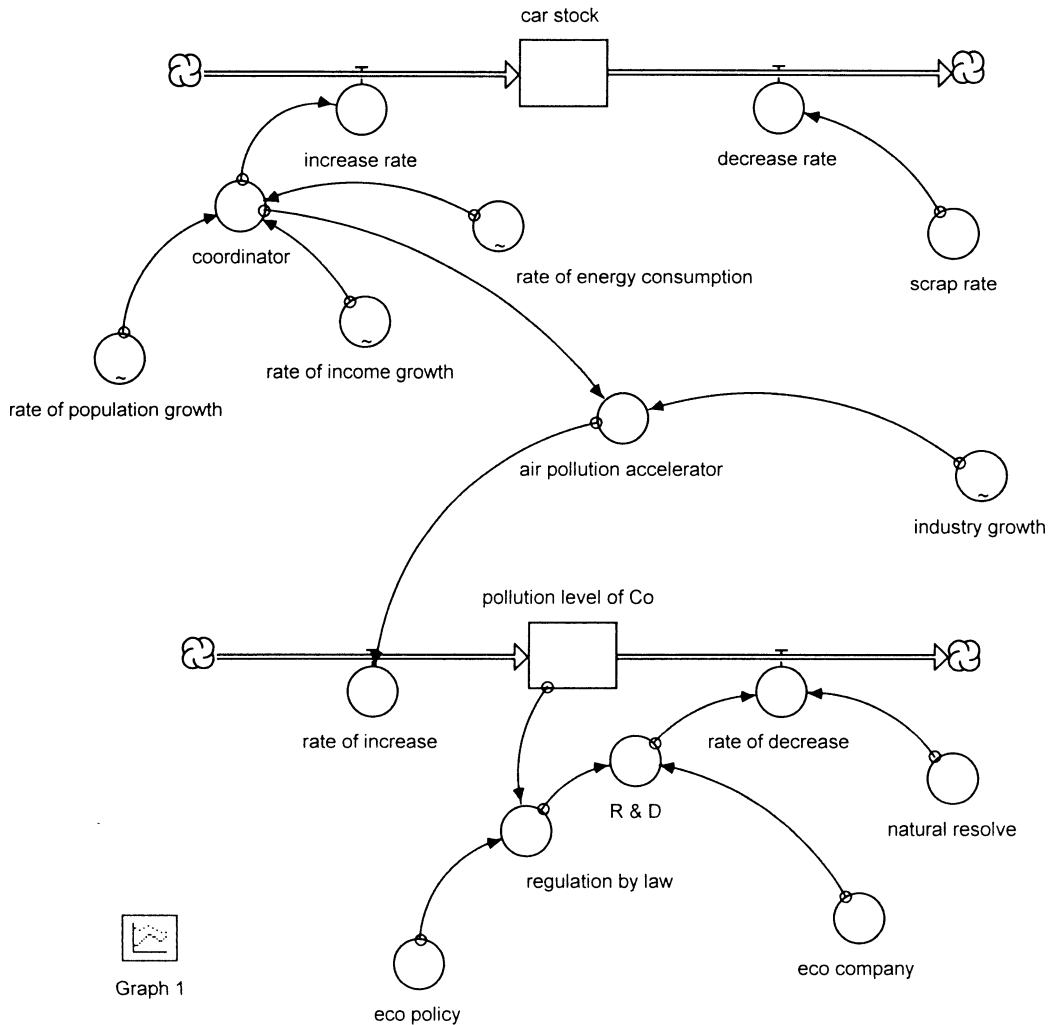 car stock
increase rate
decrease rate
coordinator
rate of energy consumption
scrap rate
rate of income growth
rate of population growth
air pollution accelerator
industry growth
pollution level of Co
rate of increase
rate of decrease
R & D
natural resolve
regulation by law
eco company
Graph 1
eco policy